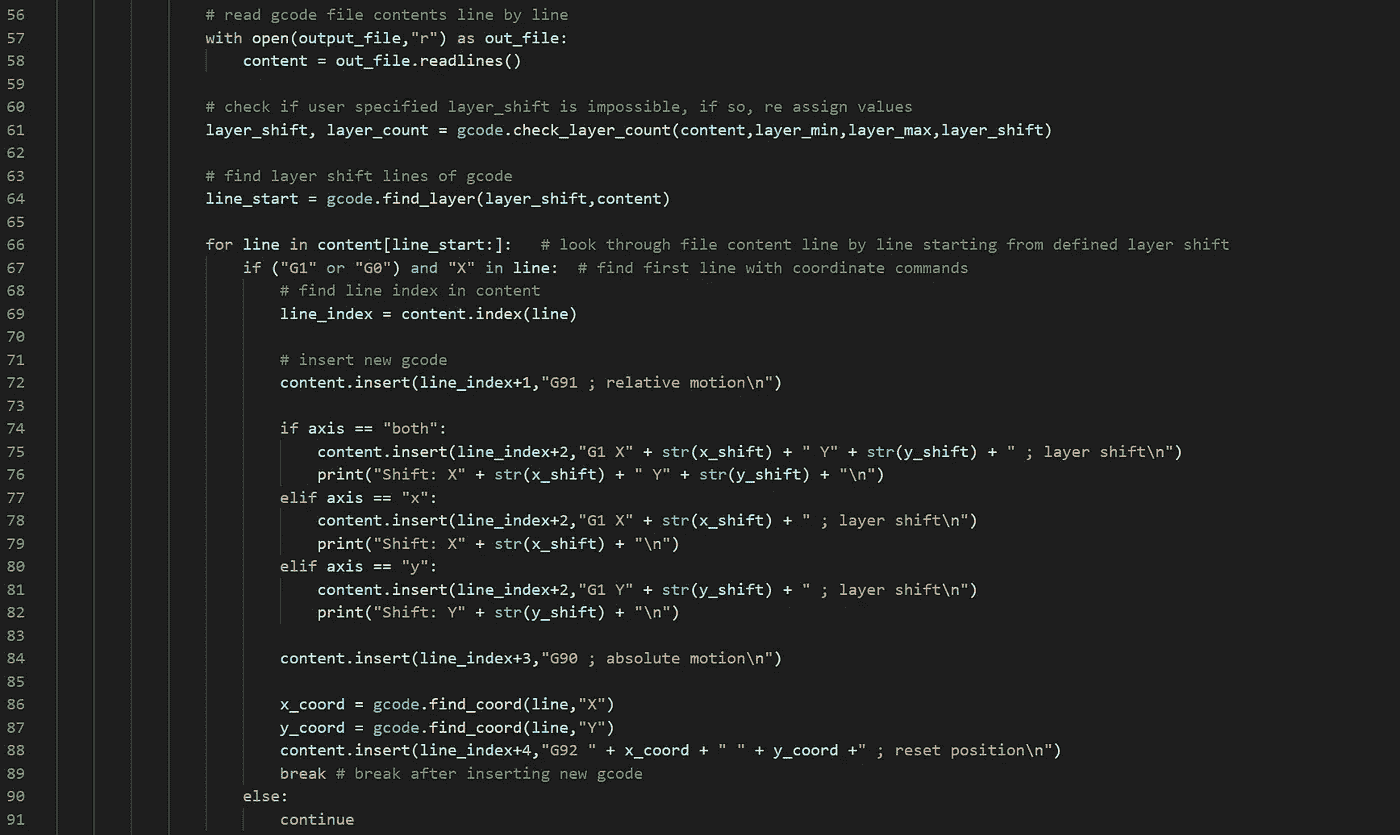 56 # read gcode file contents line by line
57 with open(output_file,"r") as out_file:
58     content = out_file.readlines()
59
60 # check if user specified layer_shift is impossible, if so, re assign values
61 layer_shift, layer_count = gcode.check_layer_count(content,layer_min,layer_max,layer_shift)
62
63 # find layer shift lines of gcode
64 line_start = gcode.find_layer(layer_shift,content)
65
66 for line in content[line_start:]:   # look through file content line by line starting from defined layer shift
67     if ("G1" or "G0") and "X" in line:  # find first line with coordinate commands
68         # find line index in content
69         line_index = content.index(line)
70
71         # insert new gcode
72         content.insert(line_index+1,"G91 ; relative motion\n")
73
74         if axis == "both":
75             content.insert(line_index+2,"G1 X" + str(x_shift) + " Y" + str(y_shift) + " ; layer shift\n")
76             print("Shift: X" + str(x_shift) + " Y" + str(y_shift) + "\n")
77         elif axis == "x":
78             content.insert(line_index+2,"G1 X" + str(x_shift) + " ; layer shift\n")
79             print("Shift: X" + str(x_shift) + "\n")
80         elif axis == "y":
81             content.insert(line_index+2,"G1 Y" + str(y_shift) + " ; layer shift\n")
82             print("Shift: Y" + str(y_shift) + "\n")
83
84         content.insert(line_index+3,"G90 ; absolute motion\n")
85
86         x_coord = gcode.find_coord(line,"X")
87         y_coord = gcode.find_coord(line,"Y")
88         content.insert(line_index+4,"G92 " + x_coord + " " + y_coord +" ; reset position\n")
89         break # break after inserting new gcode
90     else:
91         continue